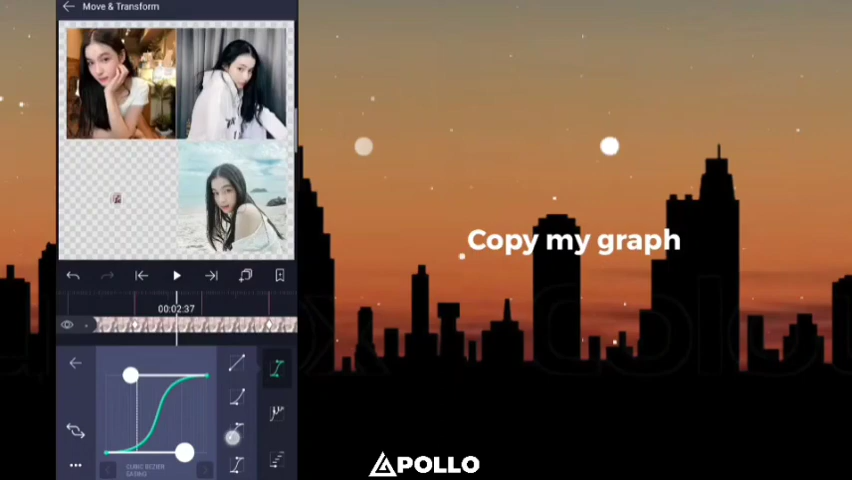 Move & Transform
Copy my graph
00:02:37
CUBIC BEZIER
EASING
APOLLO